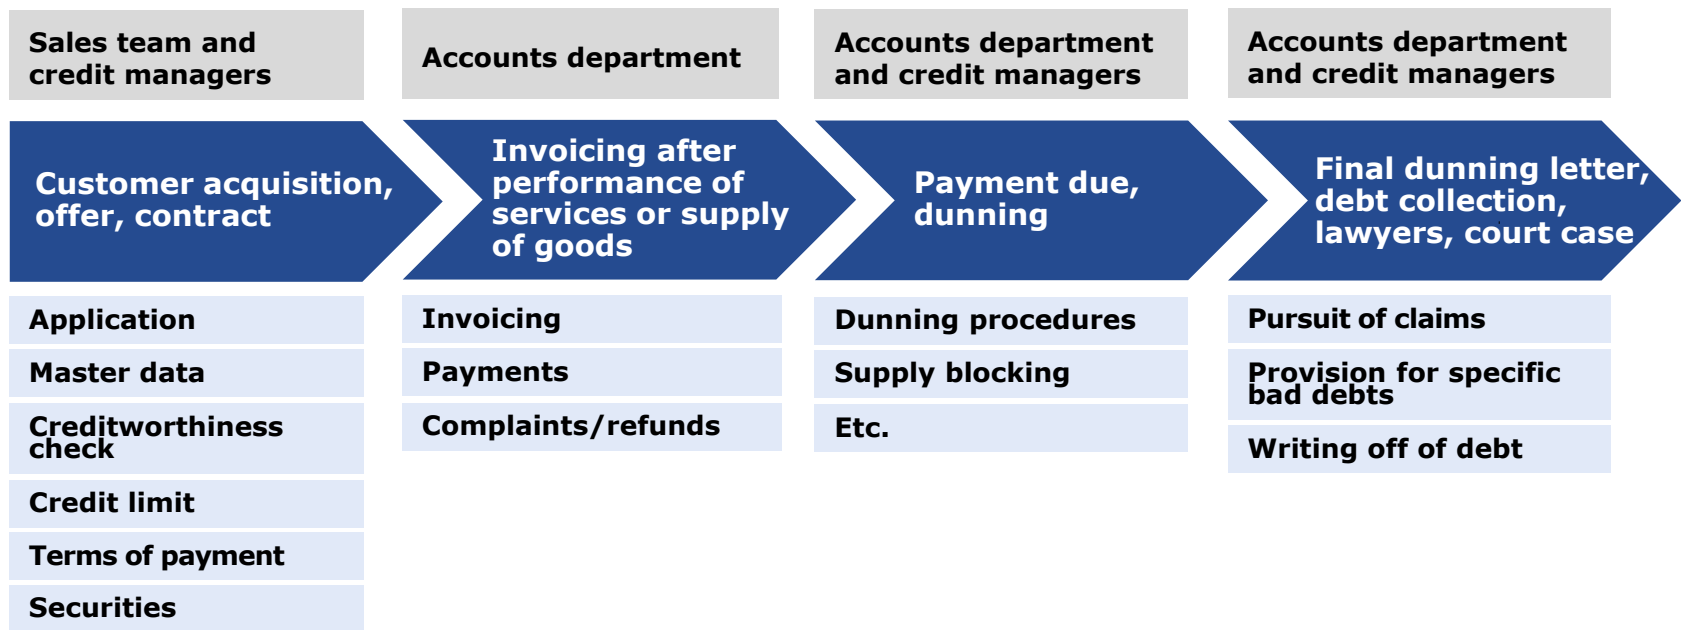 Sales team and
credit managers
Accounts department
Accounts department
and credit managers
Accounts department
and credit managers
Customer acquisition,
offer, contract
Invoicing after
performance of
services or supply
of goods
Payment due,
dunning
Final dunning letter,
debt collection,
lawyers, court case
Application
Master data
Creditworthiness
check
Credit limit
Terms of payment
Securities
Invoicing
Payments
Complaints/refunds
Dunning procedures
Supply blocking
Etc.
Pursuit of claims
Provision for specific
bad debts
Writing off of debt